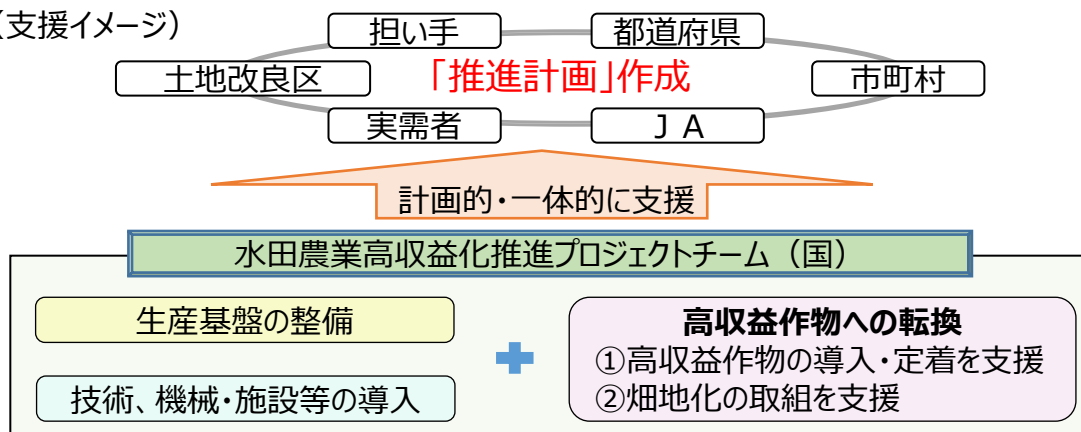 （支援イメージ）
担い手
都道府県
土地改良区
「推進計画」作成
市町村
実需者
ＪＡ
計画的・一体的に支援
水田農業高収益化推進プロジェクトチーム（国）
生産基盤の整備
技術、機械・施設等の導入
高収益作物への転換
①高収益作物の導入・定着を支援
②畑地化の取組を支援